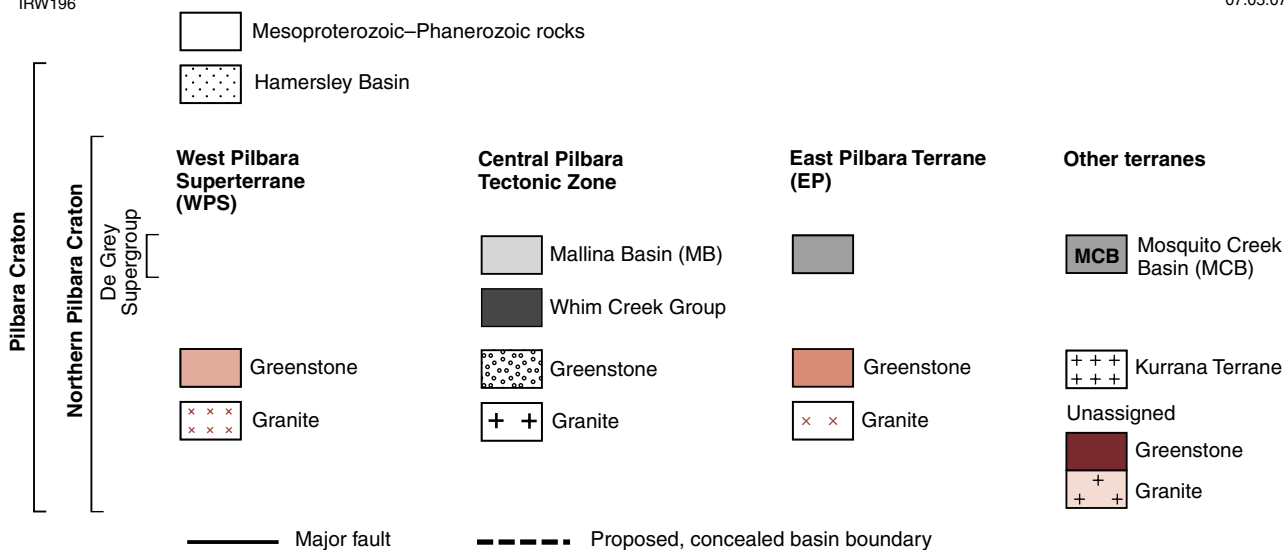 IRW196
07.05.07
Mesoproterozoic–Phanerozoic rocks
Hamersley Basin
Pilbara Craton
Northern Pilbara Craton
De Grey
Supergroup
West Pilbara
Superterrane
(WPS)
Greenstone
Granite
Central Pilbara
Tectonic Zone
Mallina Basin (MB)
Whim Creek Group
Greenstone
Granite
East Pilbara Terrane
(EP)
Greenstone
Granite
Other terranes
MCB
Mosquito Creek
Basin (MCB)
Kurrana Terrane
Unassigned
Greenstone
Granite
Major fault
Proposed, concealed basin boundary